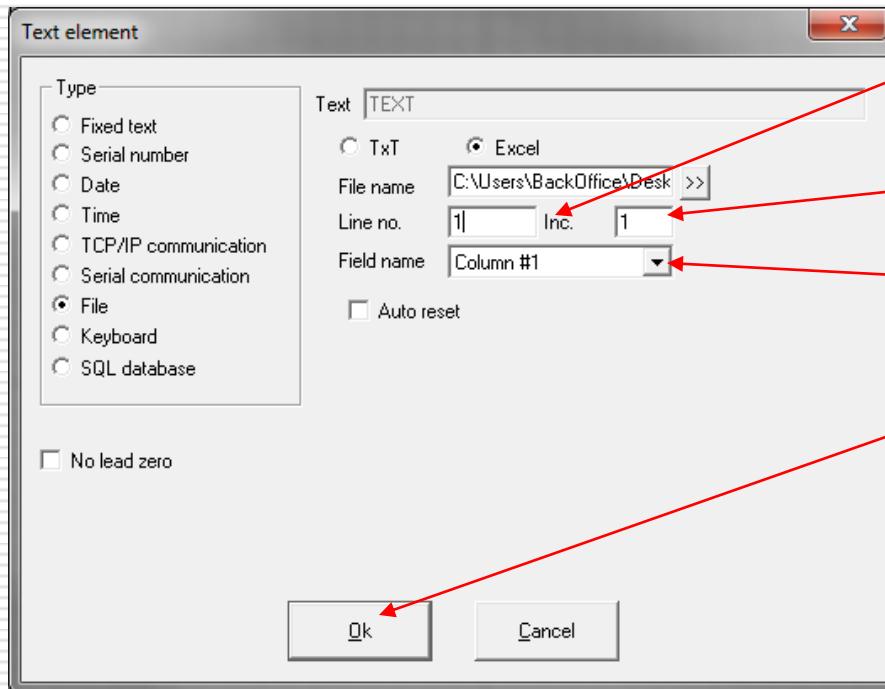 Text element
Type
Fixed text
Serial number
Date
Time
TCP/IP communication
Serial communication
File
Keyboard
SQL database
No lead zero
Text TEXT
TxT Excel
File name C:\Users\BackOffice\Desk >>
Line no. 1 Inc. 1
Field name Column #1
Auto reset
Ok Cancel